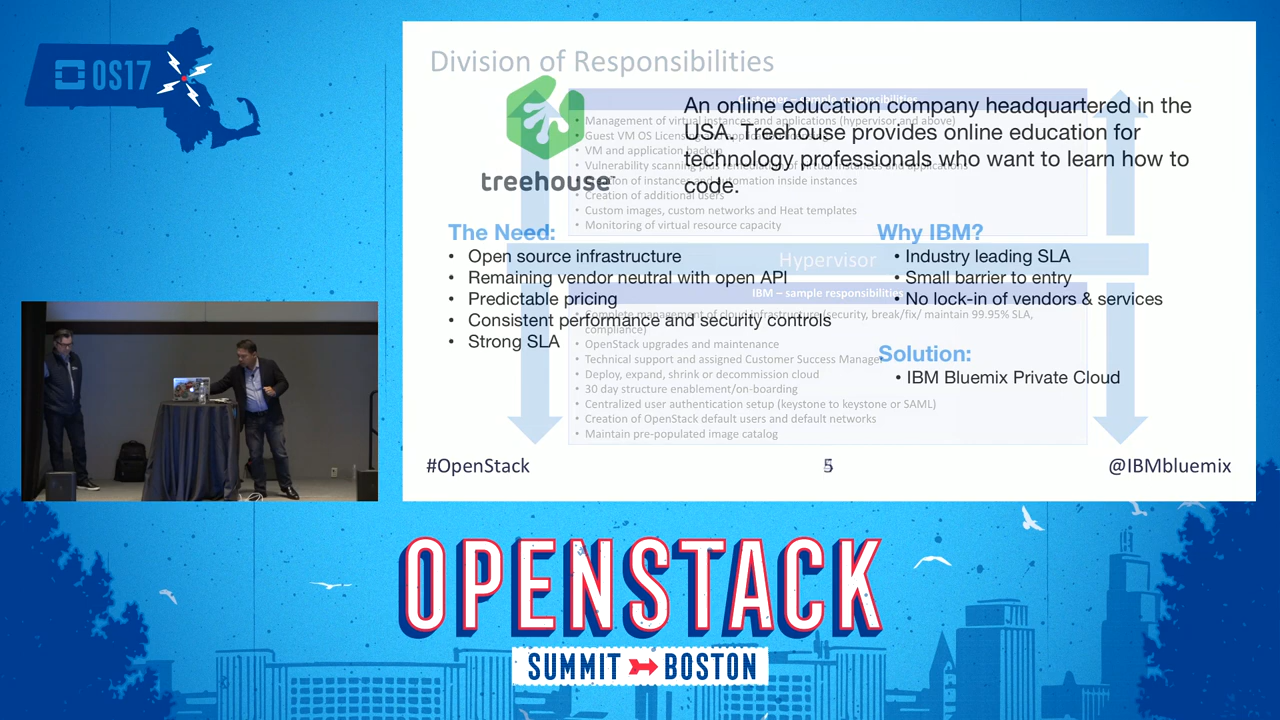 OS17
Division of Responsibilities
treehouse
An online education company headquartered in the
USA. Treehouse provides online education for
technology professionals who want to learn how to
code.
Management of virtual instances and applications (hypervisor and above)
Guest VM OS
VM and application backup
Vulnerability scanning
of instances and automation inside instances
Creation of additional users
Custom images, custom networks and Heat templates
Monitoring of virtual resource capacity
The Need:
• Open source infrastructure
• Remaining vendor neutral with open API
• Predictable pricing
• Consistent performance and security controls
• Strong SLA
Why IBM?
• Industry leading SLA
• Small barrier to entry
• No lock-in of vendors & services
Solution:
• IBM Bluemix Private Cloud
Hypervisor
IBM – sample responsibilities
Complete management of cloud infrastructure (security, break/fix/ maintain 99.95% SLA,
compliance)
• OpenStack upgrades and maintenance
• Technical support and assigned Customer Success Manager
• Deploy, expand, shrink or decommission cloud
• 30 day structure enablement/on-boarding
• Centralized user authentication setup (keystone to keystone or SAML)
• Creation of OpenStack default users and default networks
• Maintain pre-populated image catalog
#OpenStack
5
@IBMbluemix
OPENSTACK
SUMMIT BOSTON